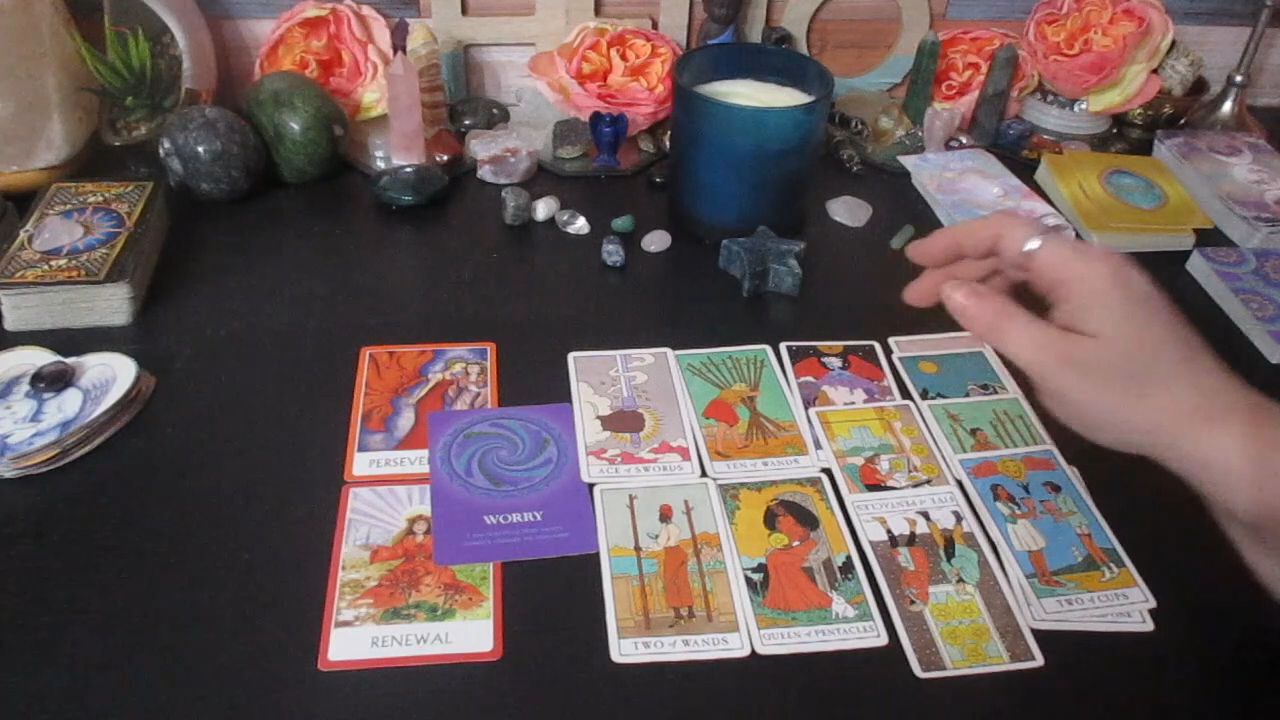 PERSEVE
WORRY
RENEWAL
ACE of SWORDS
TEN of WANDS
TWO of WANDS
QUEEN of PENTACLES
FIVE of PENTACLES
TWO of CUPS